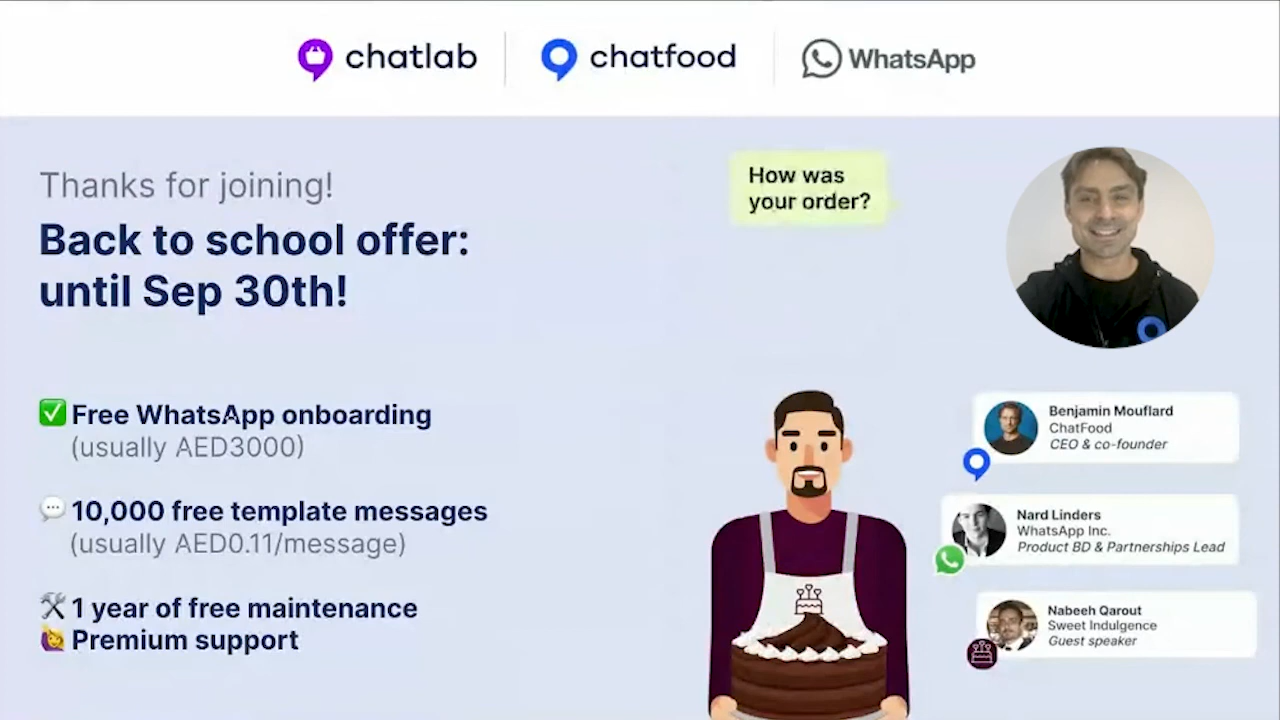 chatlab
chatfood
WhatsApp
Thanks for joining!
Back to school offer:
until Sep 30th!
✅ Free WhatsApp onboarding
(usually AED3000)
💬 10,000 free template messages
(usually AED0.11/message)
🛠 1 year of free maintenance
🙋 Premium support
How was
your order?
Benjamin Mouflard
ChatFood
CEO & co-founder
Nard Linders
WhatsApp Inc.
Product BD & Partnerships Lead
Nabeeh Qarout
Sweet Indulgence
Guest speaker